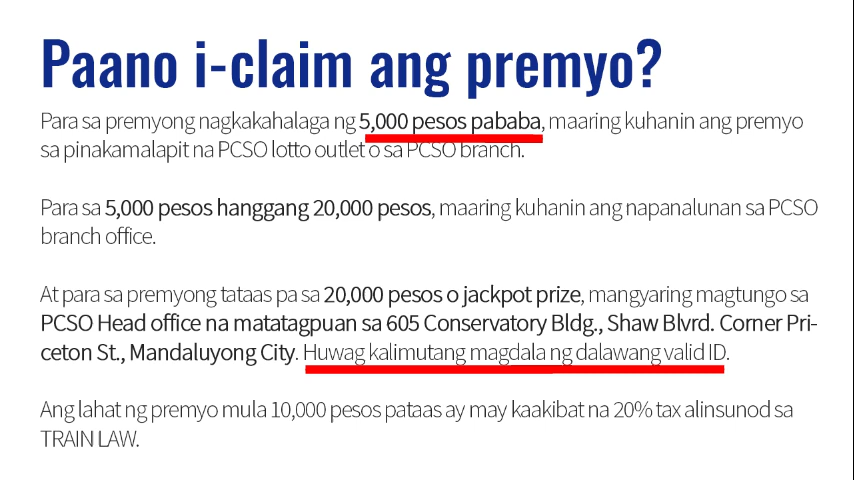 Paano i-claim ang premyo?
Para sa premyong nagkakahalaga ng 5,000 pesos pababa, maaring kuhanin ang premyo
sa pinakamalapit na PCSO lotto outlet o sa PCSO branch.
Para sa 5,000 pesos hanggang 20,000 pesos, maaring kuhanin ang napanalunan sa PCSO
branch office.
At para sa premyong tataas pa sa 20,000 pesos o jackpot prize, mangyaring magtungo sa
PCSO Head office na matatagpuan sa 605 Conservatory Bldg., Shaw Blvrd. Corner Pri-
ceton St., Mandaluyong City. Huwag kalimutang magdala ng dalawang valid ID.
Ang lahat ng premyo mula 10,000 pesos pataas ay may kaakibat na 20% tax alinsunod sa
TRAIN LAW.